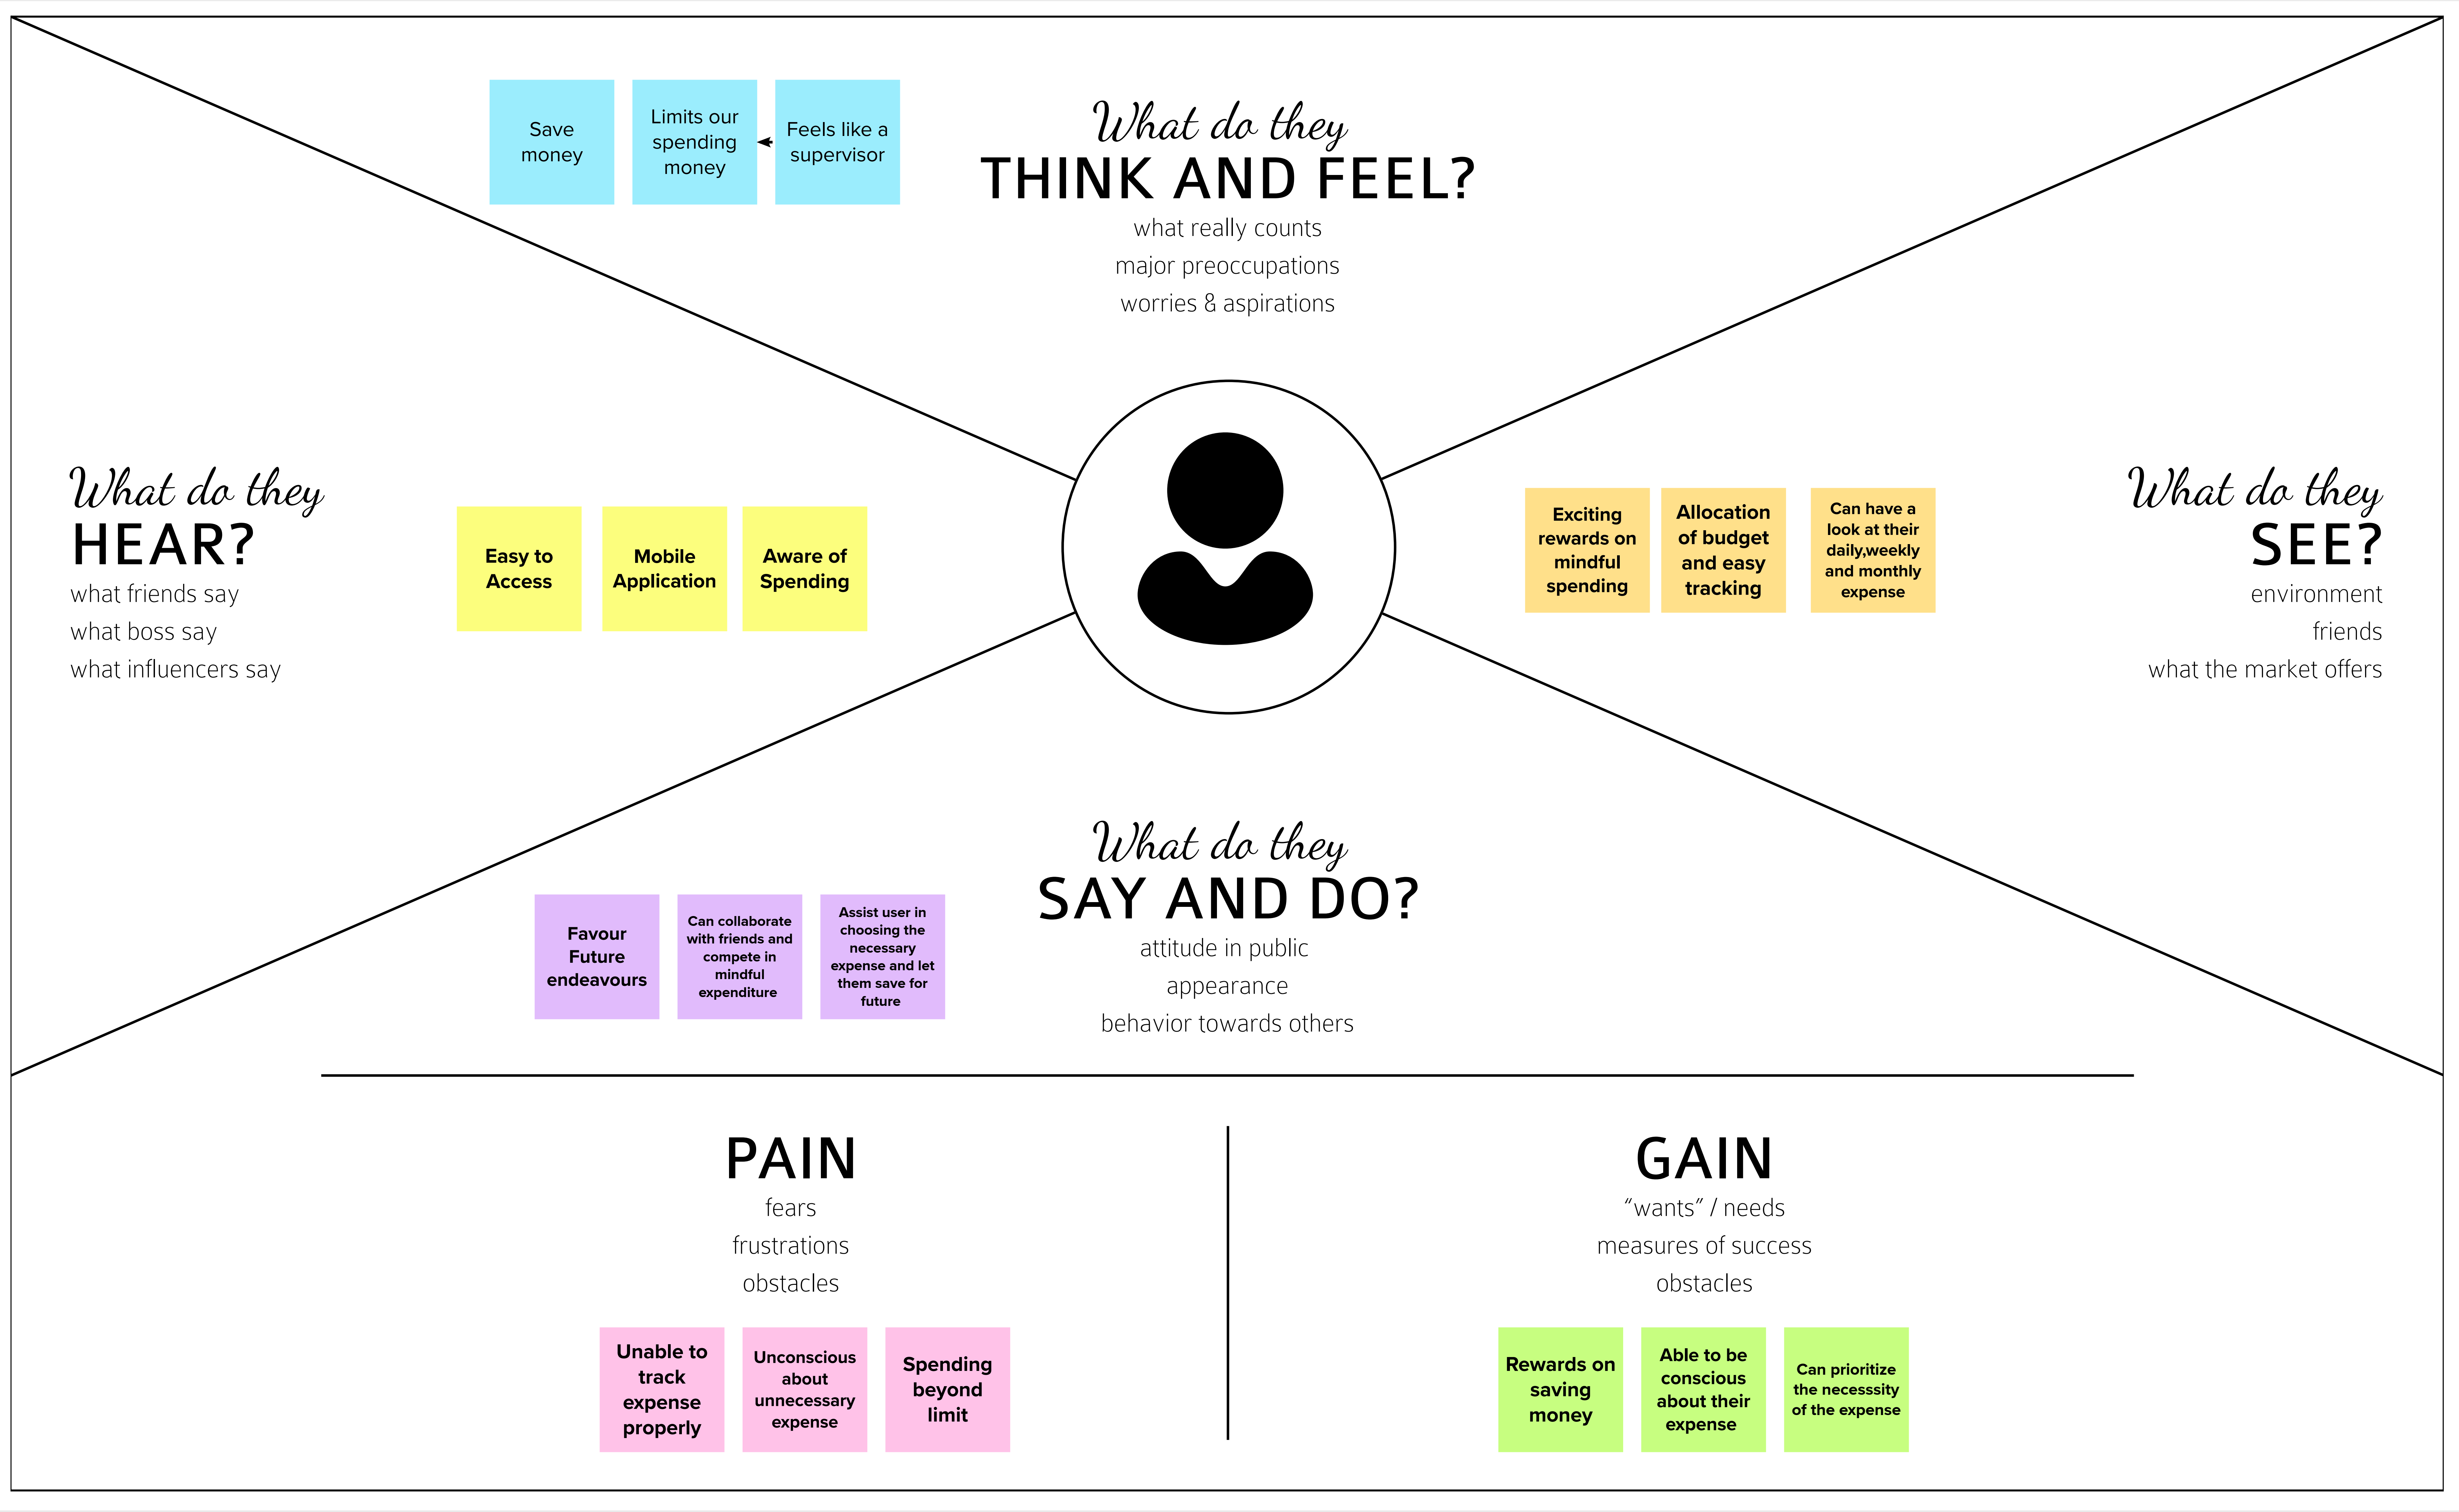 Save
money
Limits our
spending
money
Feels like a
supervisor
What do they
THINK AND FEEL?
what really counts
major preoccupations
worries & aspirations
What do they
HEAR?
what friends say
what boss say
what influencers say
Easy to
Access
Mobile
Application
Aware of
Spending
Exciting
rewards on
mindful
spending
Allocation
of budget
and easy
tracking
Can have a
look at their
daily,weekly
and monthly
expense
What do they
SEE?
environment
friends
what the market offers
What do they
SAY AND DO?
attitude in public
appearance
behavior towards others
Favour
Future
endeavours
Can collaborate
with friends and
compete in
mindful
expenditure
Assist user in
choosing the
necessary
expense and let
them save for
future
PAIN
fears
frustrations
obstacles
Unable to
track
expense
properly
Unconscious
about
unnecessary
expense
Spending
beyond
limit
GAIN
“wants” / needs
measures of success
obstacles
Rewards on
saving
money
Able to be
conscious
about their
expense
Can prioritize
the necesssity
of the expense